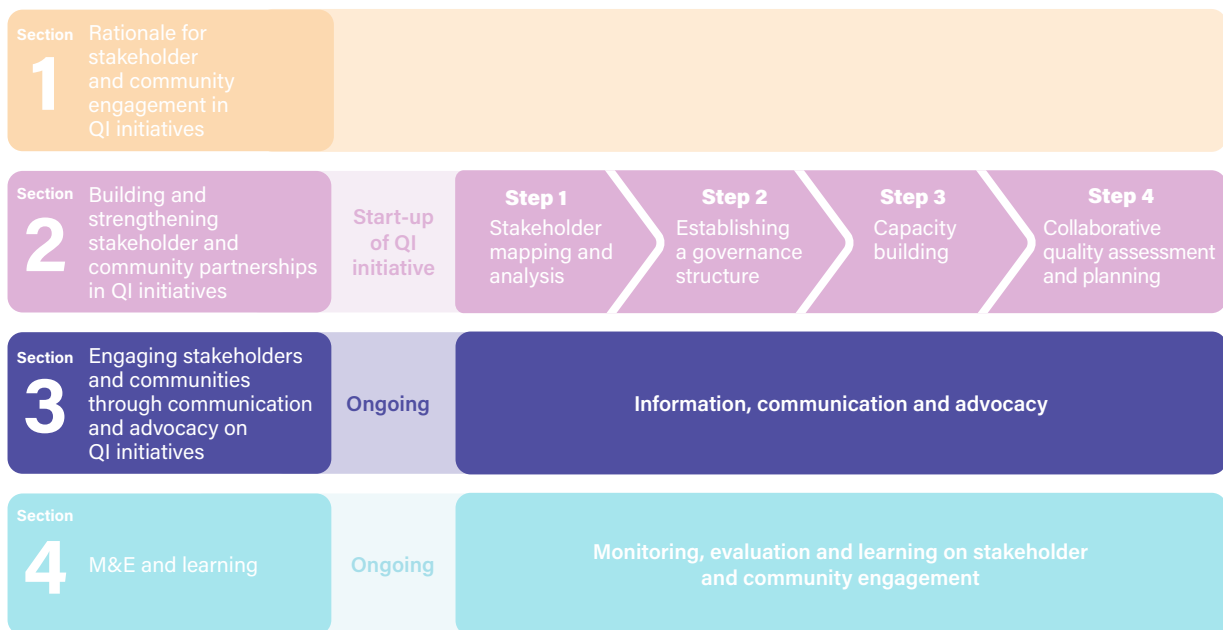 Section
1
Rationale for
stakeholder
and community
engagement in
QI initiatives
Section
2
Building and
strengthening
stakeholder and
community partnerships
in QI initiatives
Start-up
of QI
initiative
Step 1
Stakeholder
mapping and
analysis
Step 2
Establishing
a governance
structure
Step 3
Capacity
building
Step 4
Collaborative
quality assessment
and planning
Section
3
Engaging stakeholders
and communities
through communication
and advocacy on
QI initiatives
Ongoing
Information, communication and advocacy
Section
4
M&E and learning
Ongoing
Monitoring, evaluation and learning on stakeholder
and community engagement